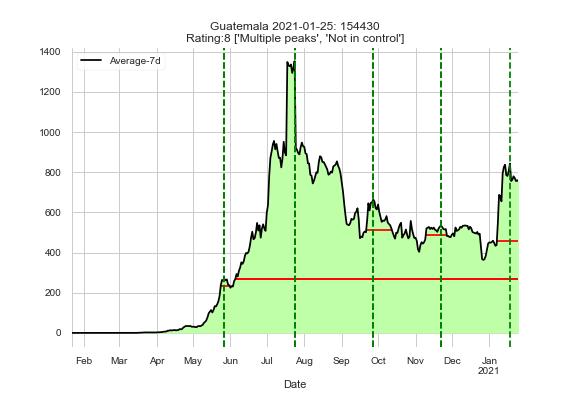 Guatemala 2021-01-25: 154430
Rating:8 ['Multiple peaks', 'Not in control']
Average-7d
1400
1200
1000
800
600
400
200
0
Feb Mar Apr May Jun Jul Aug Sep Oct Nov Dec Jan
2021
Date